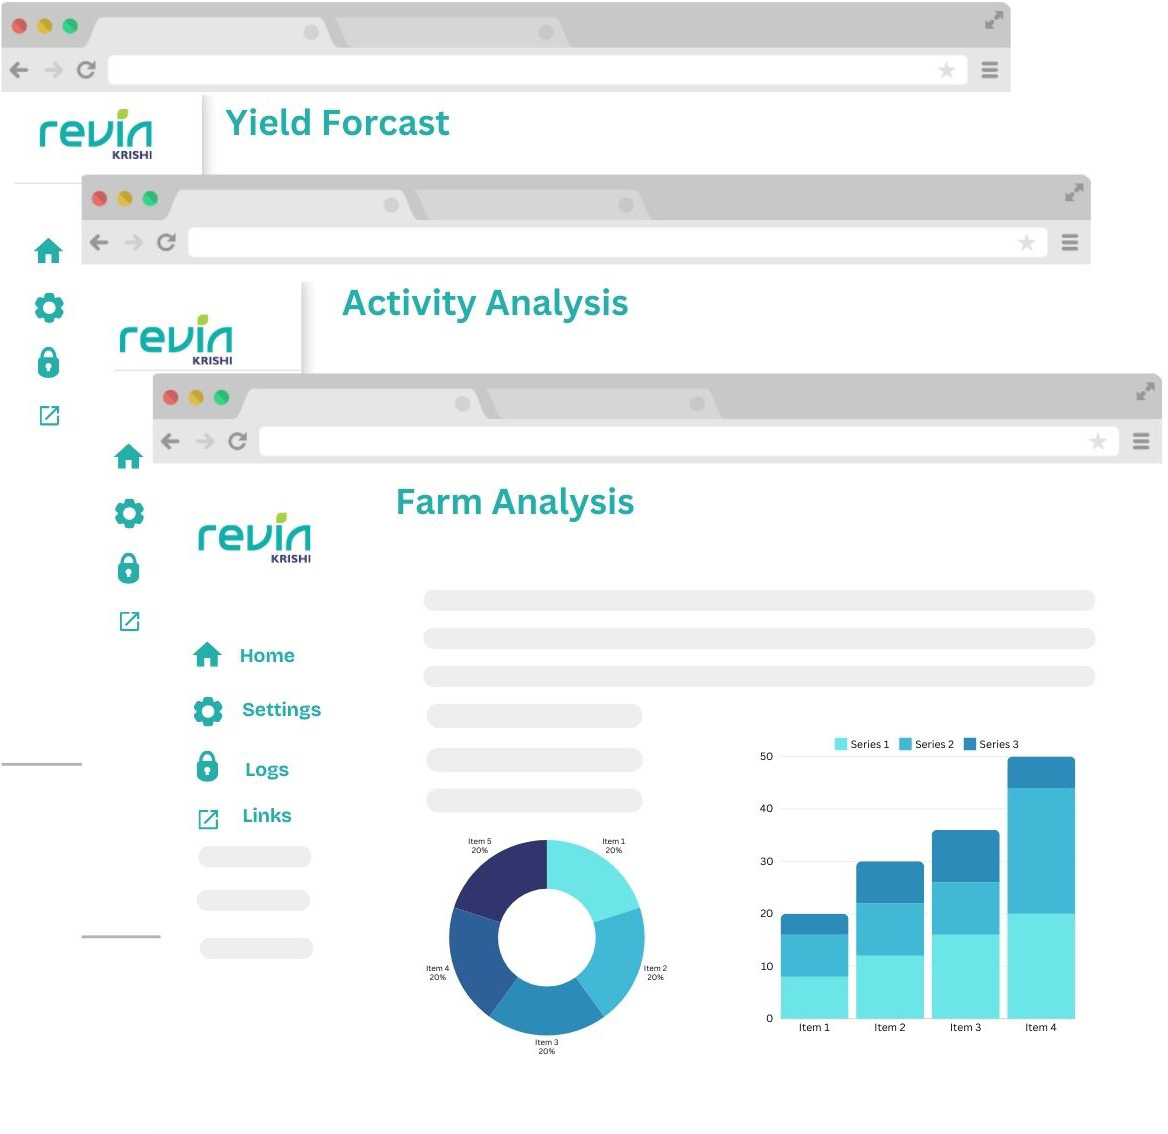 revin
KRISHI
Yield Forcast
revin
KRISHI
Activity Analysis
revin
KRISHI
Farm Analysis
Home
Settings
Logs
Links
Series 1 Series 2 Series 3
50
40
30
20
10
0
Item 1 Item 2 Item 3 Item 4
Item 5
20%
Item 1
20%
Item 4
20%
Item 2
20%
Item 3
20%